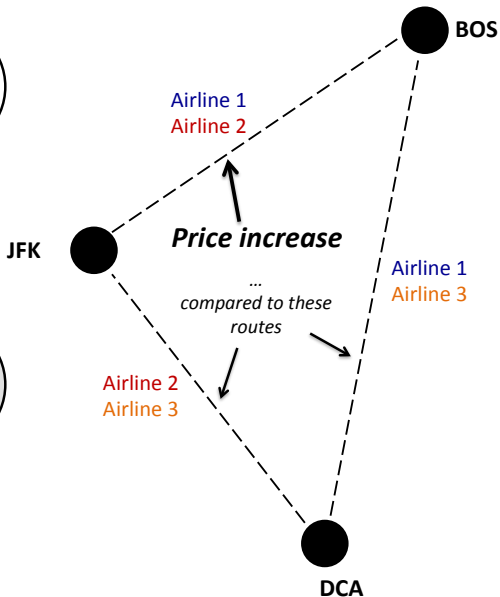 BOS
Airline 1
Airline 2
Price increase
JFK
...
compared to these
routes
Airline 1
Airline 3
Airline 2
Airline 3
DCA